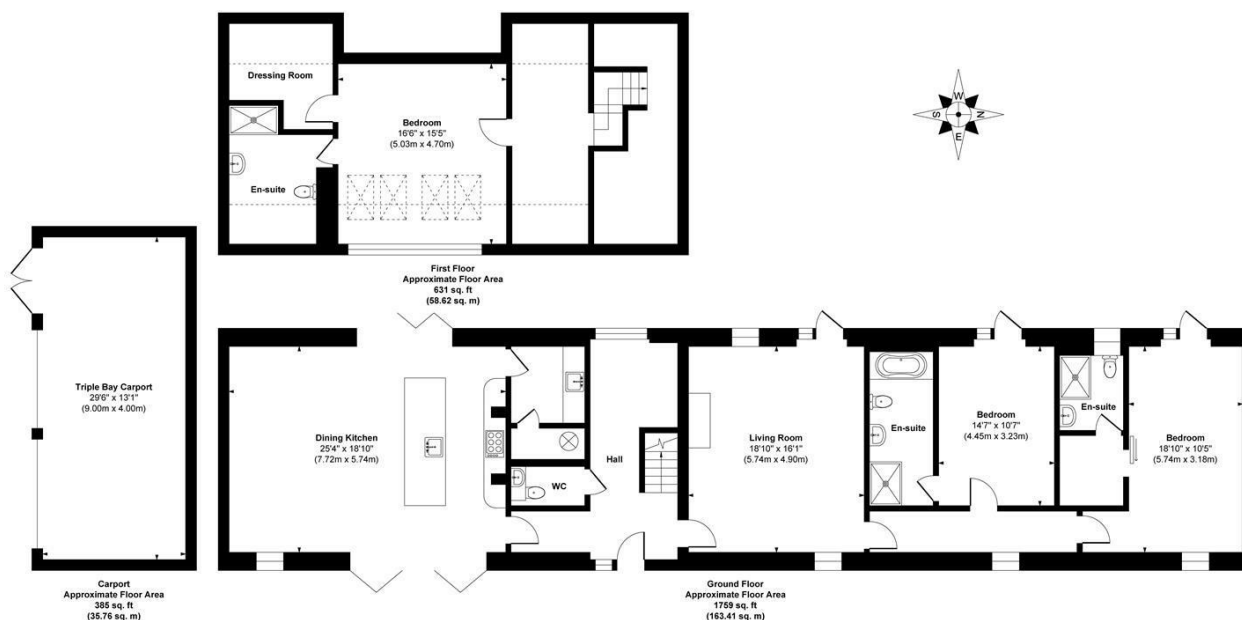 Dressing Room
Bedroom
16'6" x 15'5"
(5.03m x 4.70m)
En-suite
W
S
N
E
First Floor
Approximate Floor Area
631 sq. ft
(58.62 sq. m)
Triple Bay Carport
29'6" x 13'1"
(9.00m x 4.00m)
Carport
Approximate Floor Area
385 sq. ft
(35.76 sq. m)
Dining Kitchen
25'4" x 18'10"
(7.72m x 5.74m)
WC
Hall
Living Room
18'10" x 16'1"
(5.74m x 4.90m)
En-suite
Bedroom
14'7" x 10'7"
(4.45m x 3.23m)
En-suite
Bedroom
18'10" x 10'5"
(5.74m x 3.18m)
Ground Floor
Approximate Floor Area
1759 sq. ft
(163.41 sq. m)